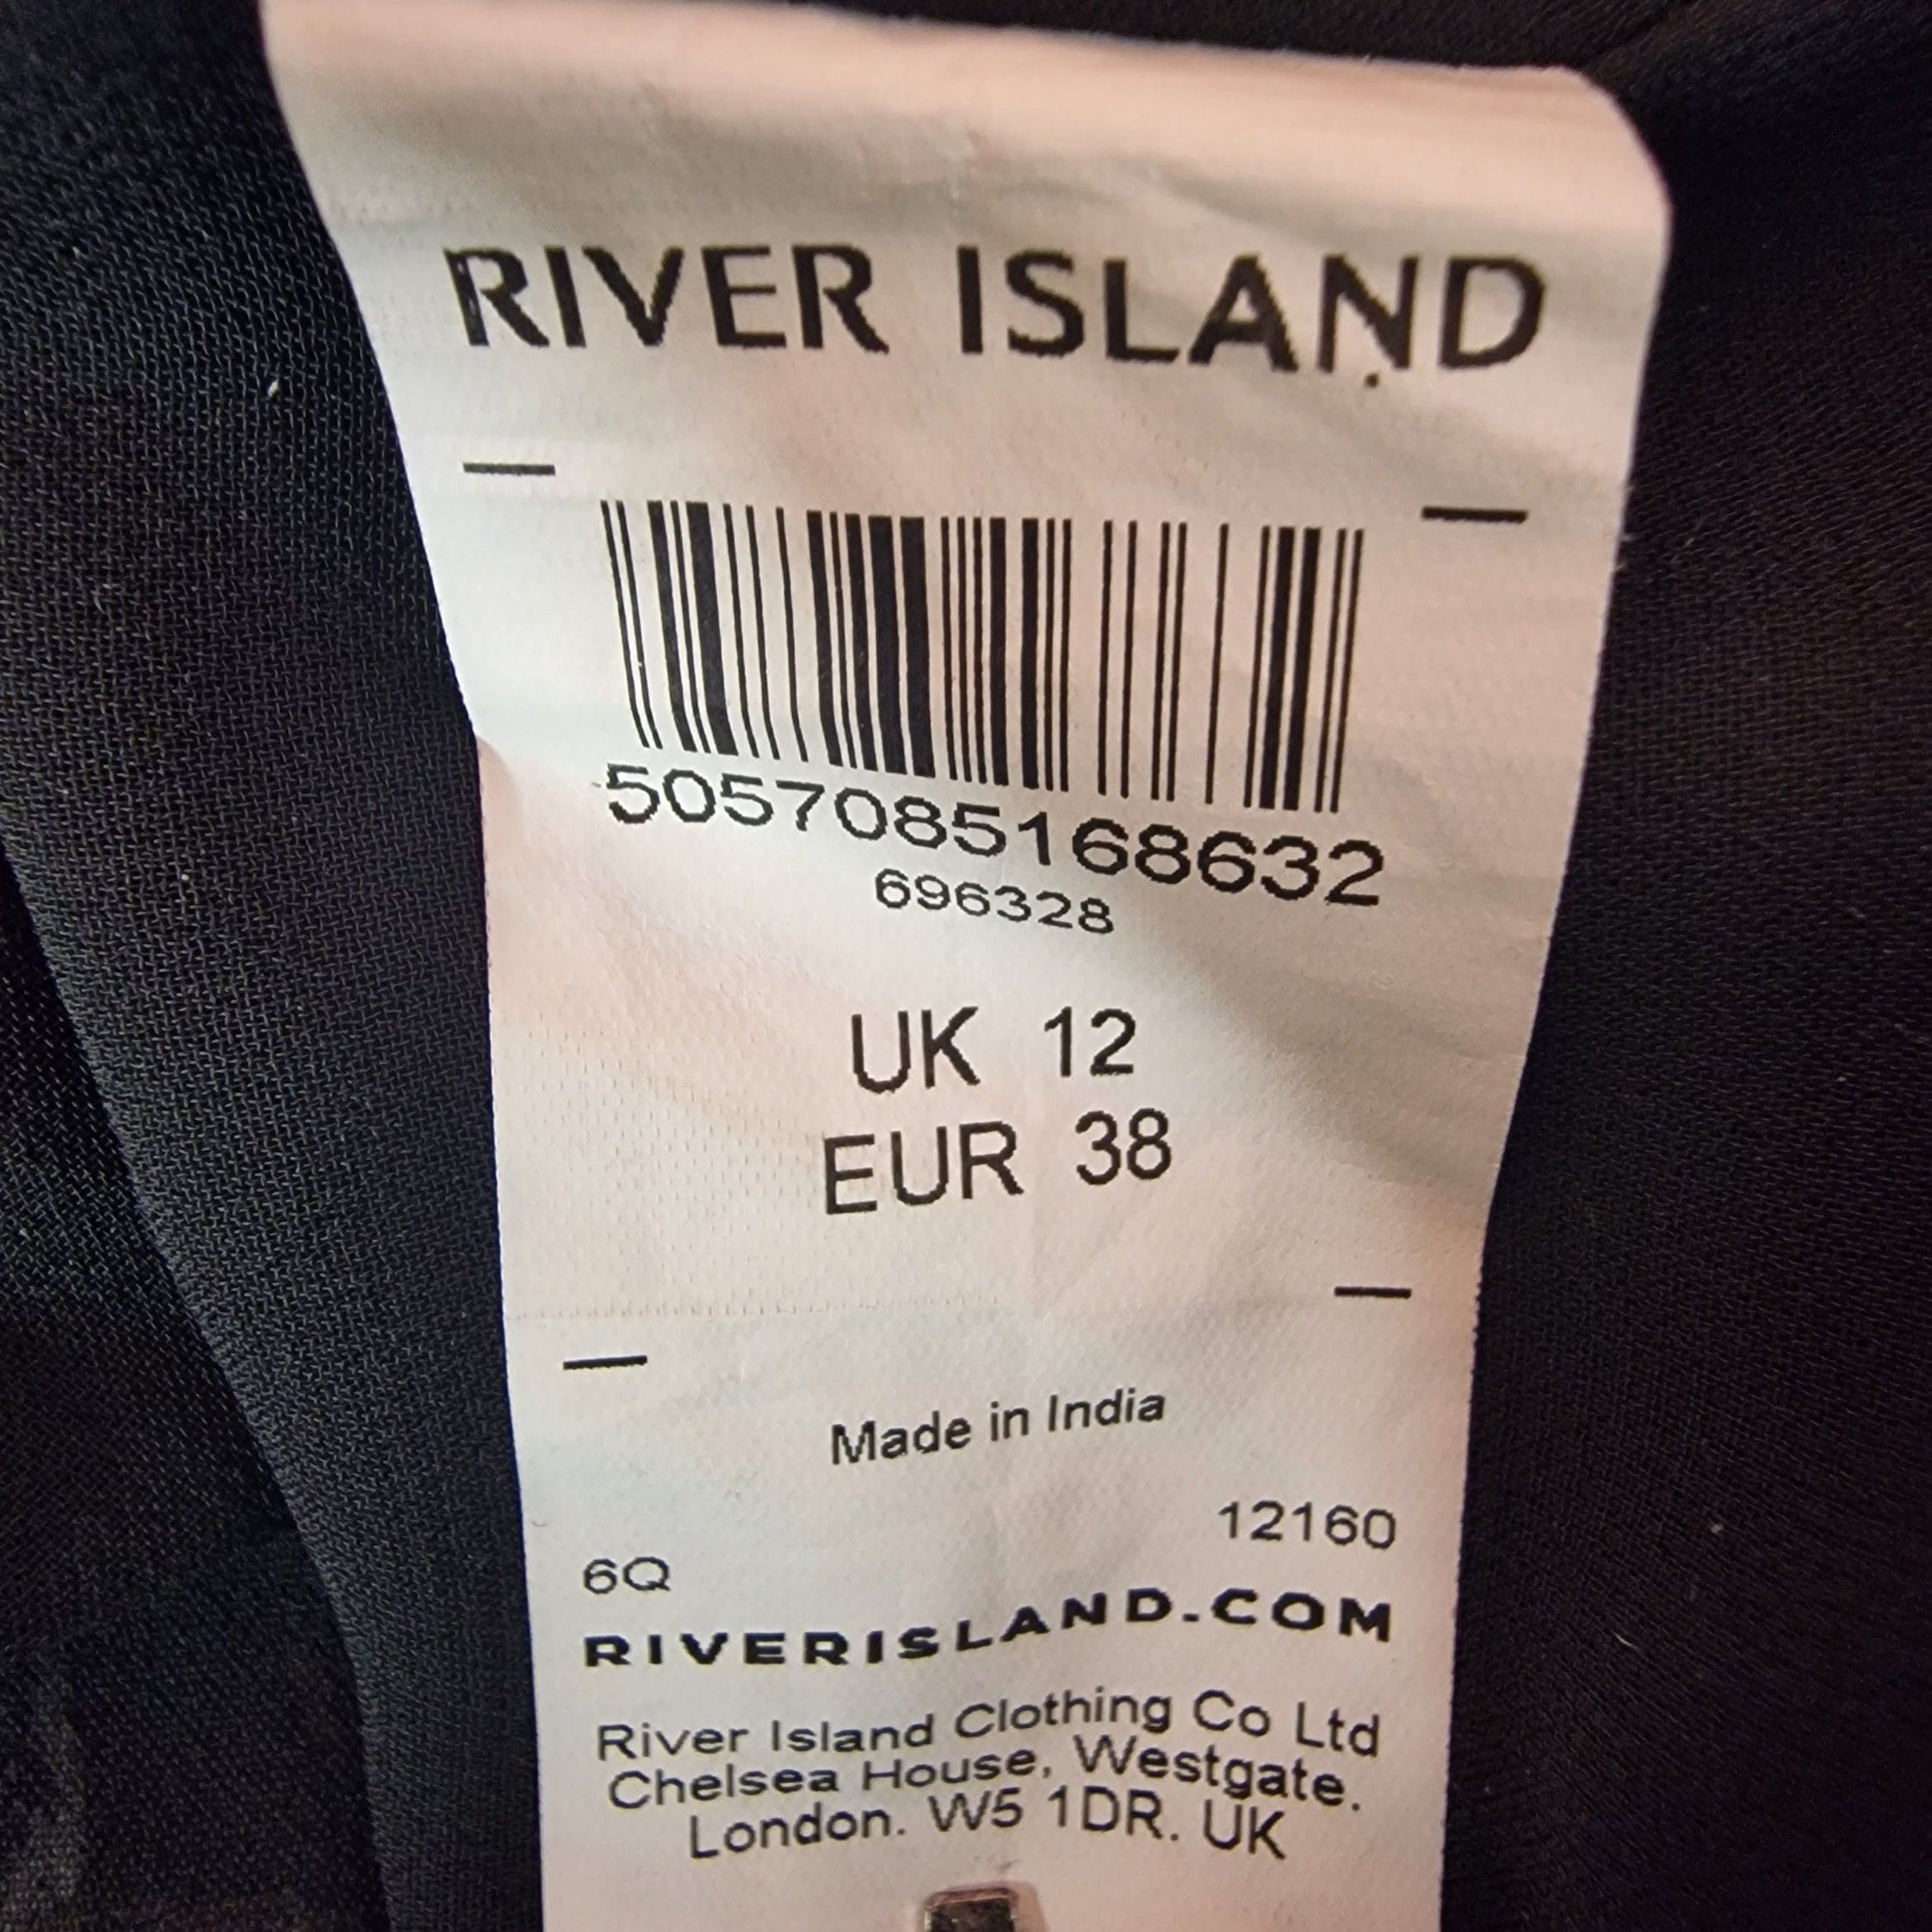 RIVER ISLAND
5057085168632
696328
UK 12
EUR 38
Made in India
12160
6Q
RIVERISLAND.COM
River Island Clothing Co Ltd
Chelsea House, Westgate.
London. W5 1DR. UK